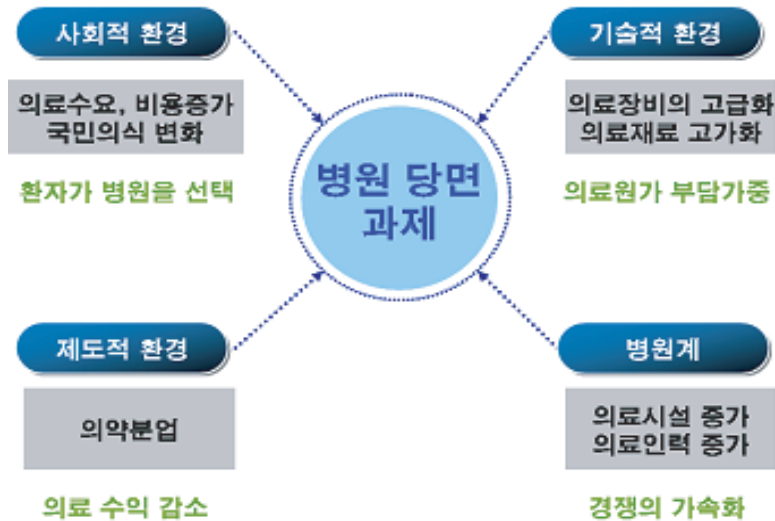 사회적 환경
의료수요, 비용증가
국민의식 변화
환자가 병원을 선택
기술적 환경
의료장비의 고급화
의료재료 고가화
의료원가 부담가중
병원 당면
과제
제도적 환경
의약분업
의료 수익 감소
병원계
의료시설 증가
의료인력 증가
경쟁의 가속화